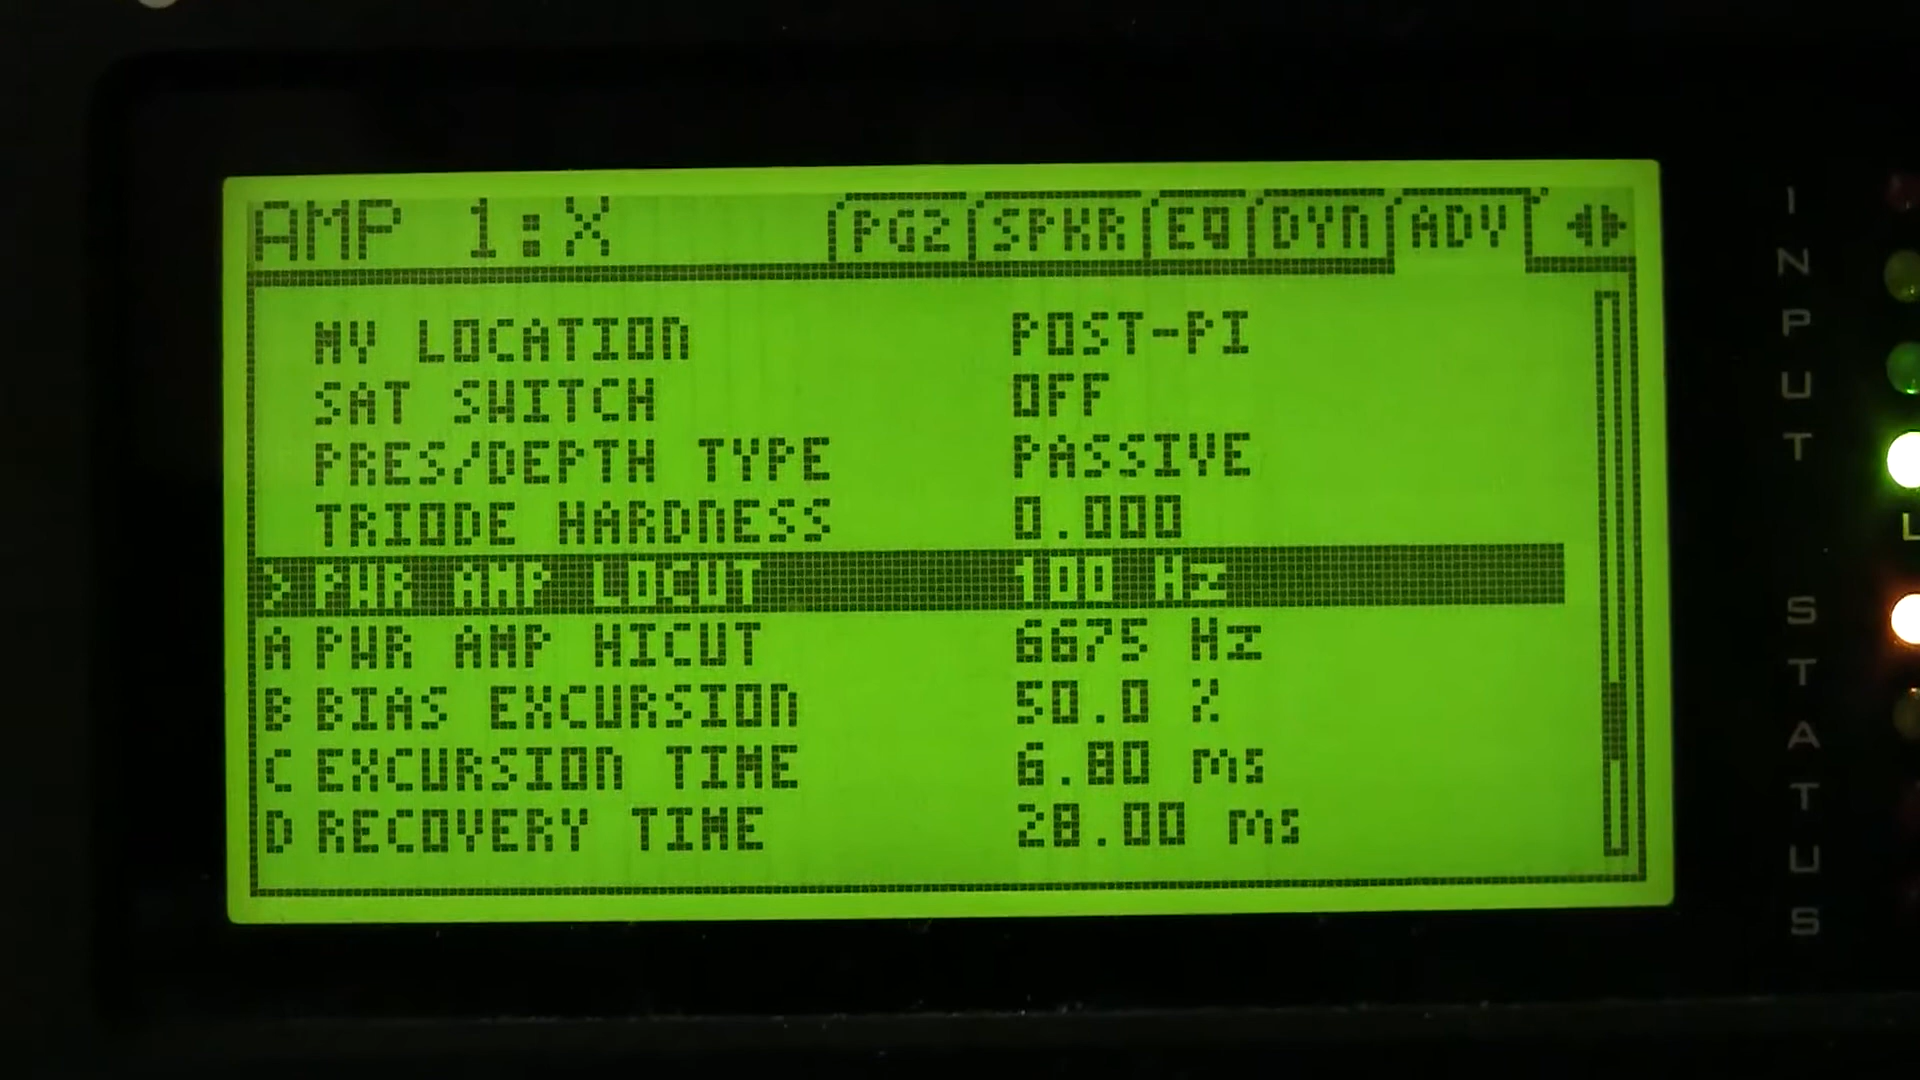 AMP 1:X PG2 SPKR EQ DYN ADV
MV LOCATION POST-PI
SAT SWITCH OFF
PRES/DEPTH TYPE PASSIVE
TRIODE HARDNESS 0.000
> PWR AMP LOCUT 100 Hz
A PWR AMP HICUT 6675 Hz
B BIAS EXCURSION 50.0 %
C EXCURSION TIME 6.80 ms
D RECOVERY TIME 28.00 ms
INPUT STATUS
L